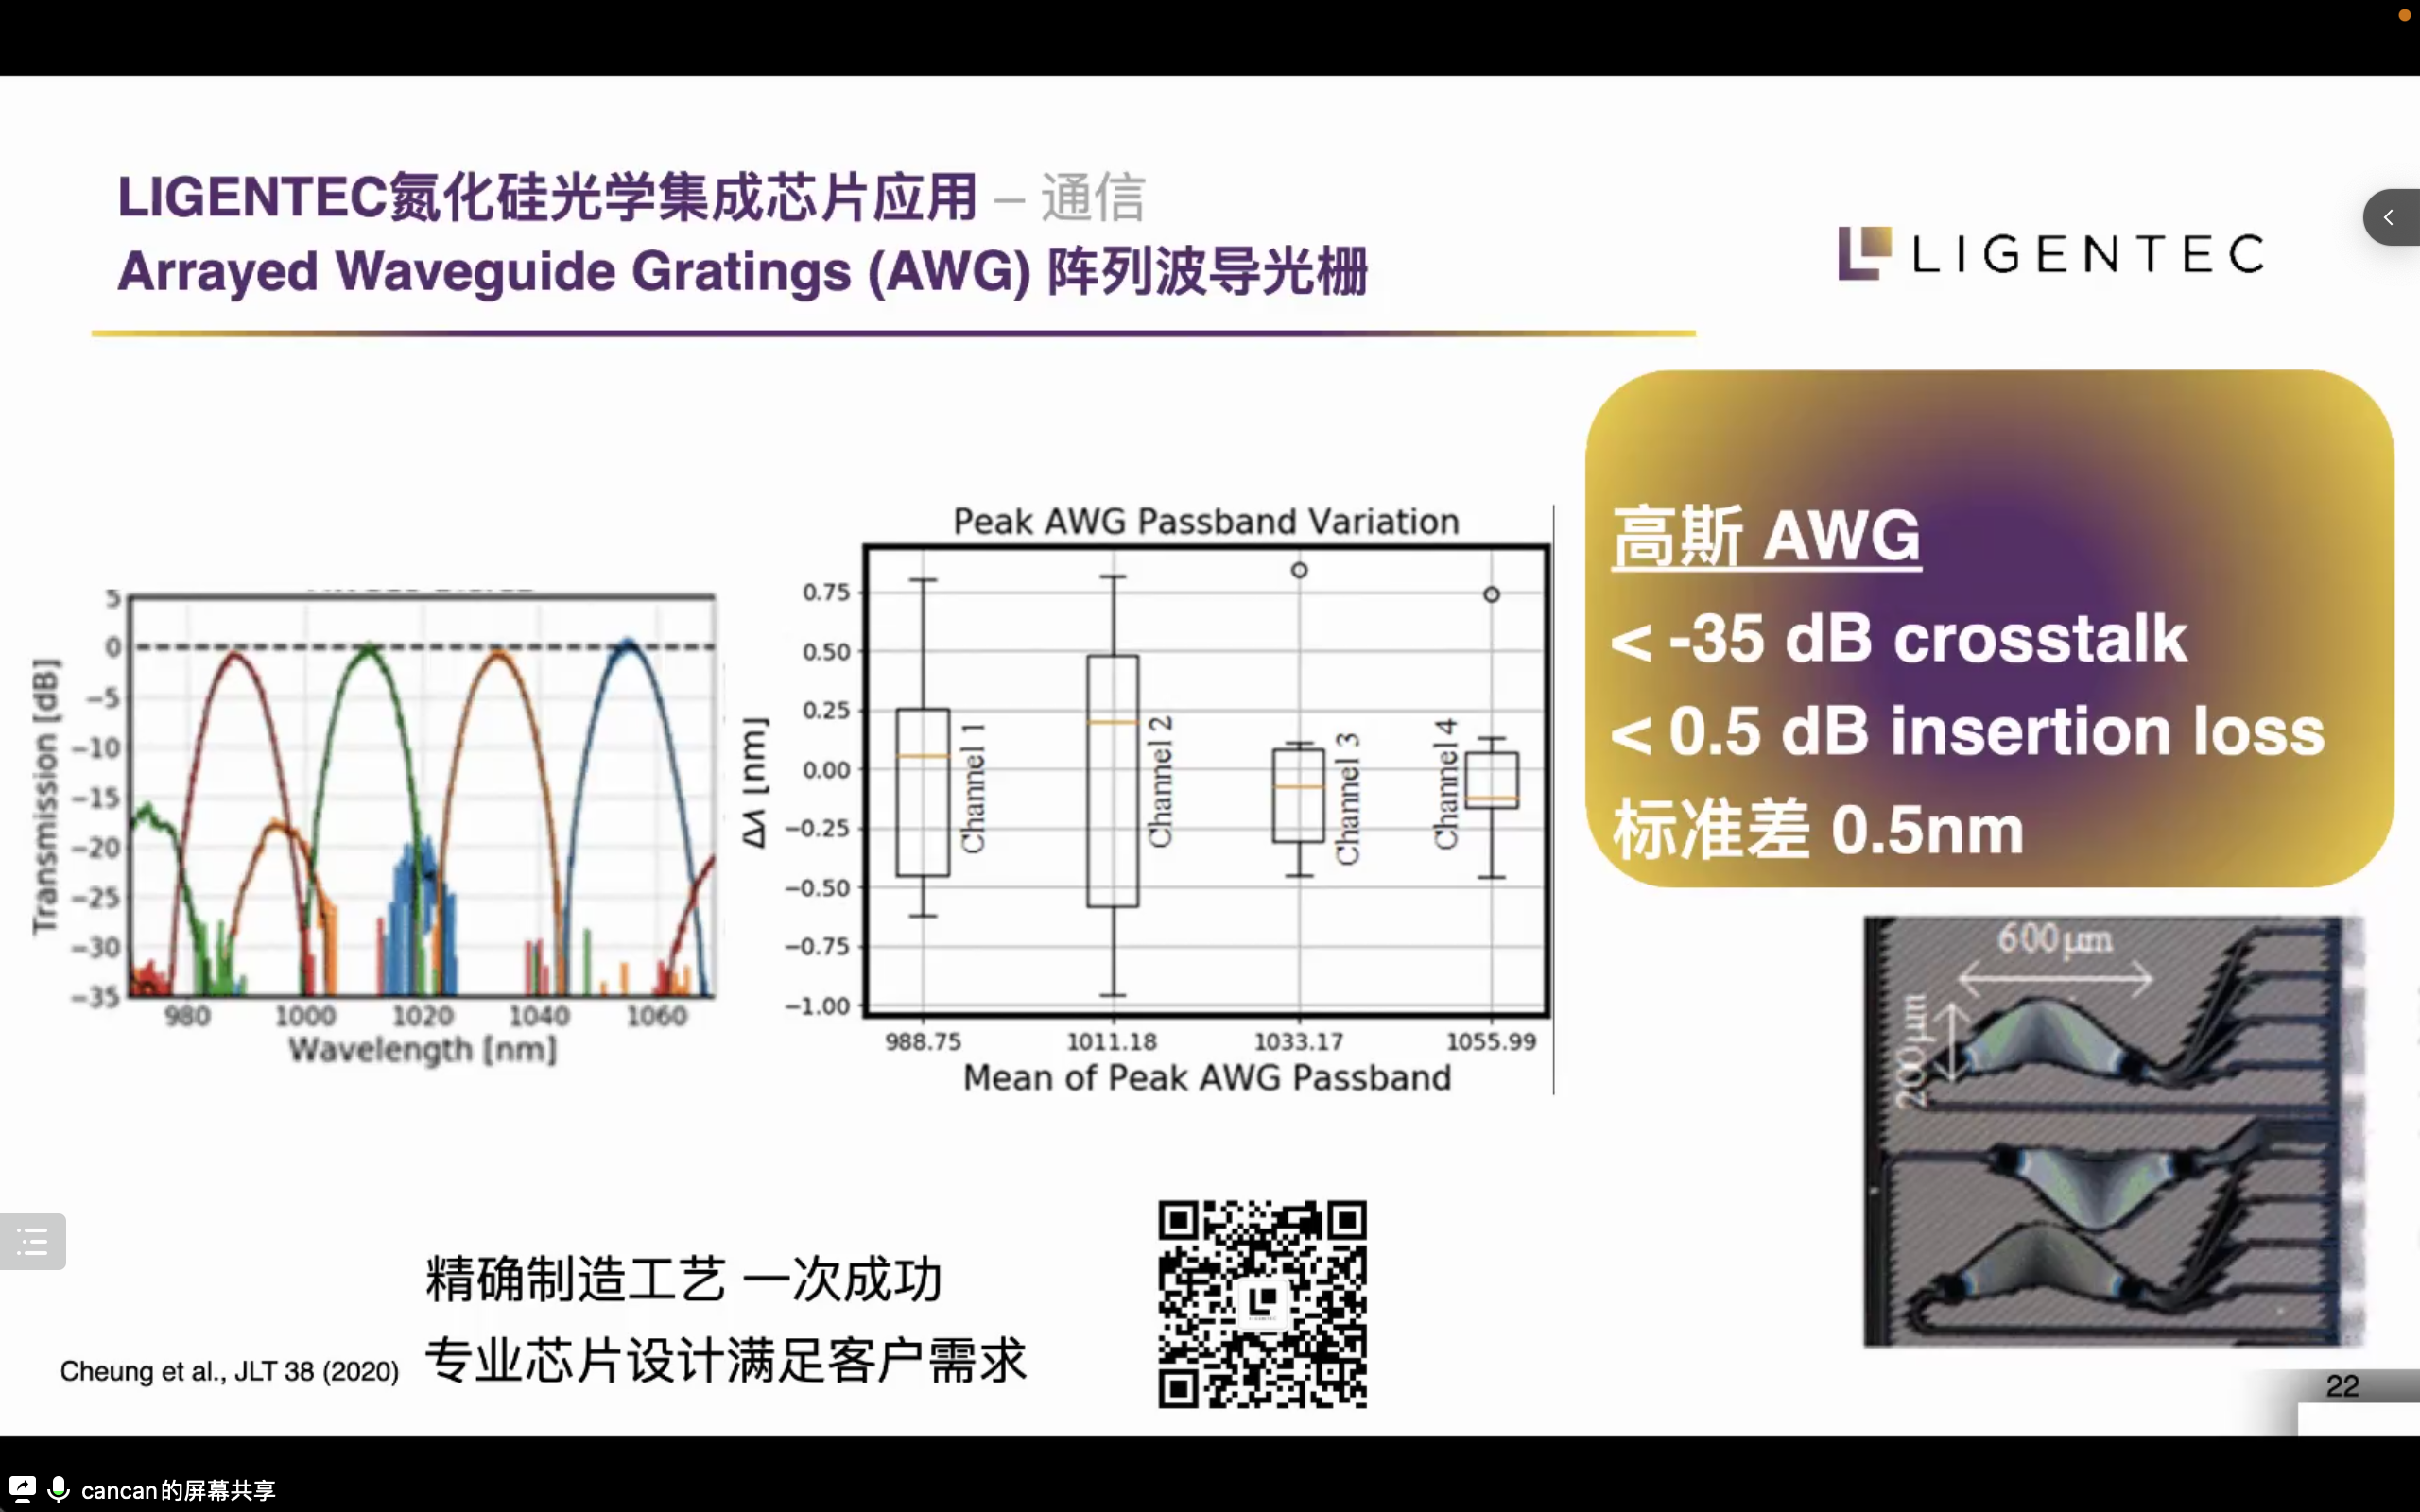 LIGENTEC氮化硅光学集成芯片应用 – 通信
Arrayed Waveguide Gratings (AWG) 阵列波导光栅
LIGENTEC
5
0
−5
−10
−15
−20
−25
−30
−35
Transmission [dB]
980 1000 1020 1040 1060
Wavelength [nm]
Peak AWG Passband Variation
0.75
0.50
0.25
0.00
−0.25
−0.50
−0.75
−1.00
Δλ [nm]
Channel 1
Channel 2
Channel 3
Channel 4
988.75 1011.18 1033.17 1055.99
Mean of Peak AWG Passband
高斯 AWG
< -35 dB crosstalk
< 0.5 dB insertion loss
标准差 0.5nm
600μm
200μm
精确制造工艺 一次成功
专业芯片设计满足客户需求
Cheung et al., JLT 38 (2020)
22
cancan的屏幕共享